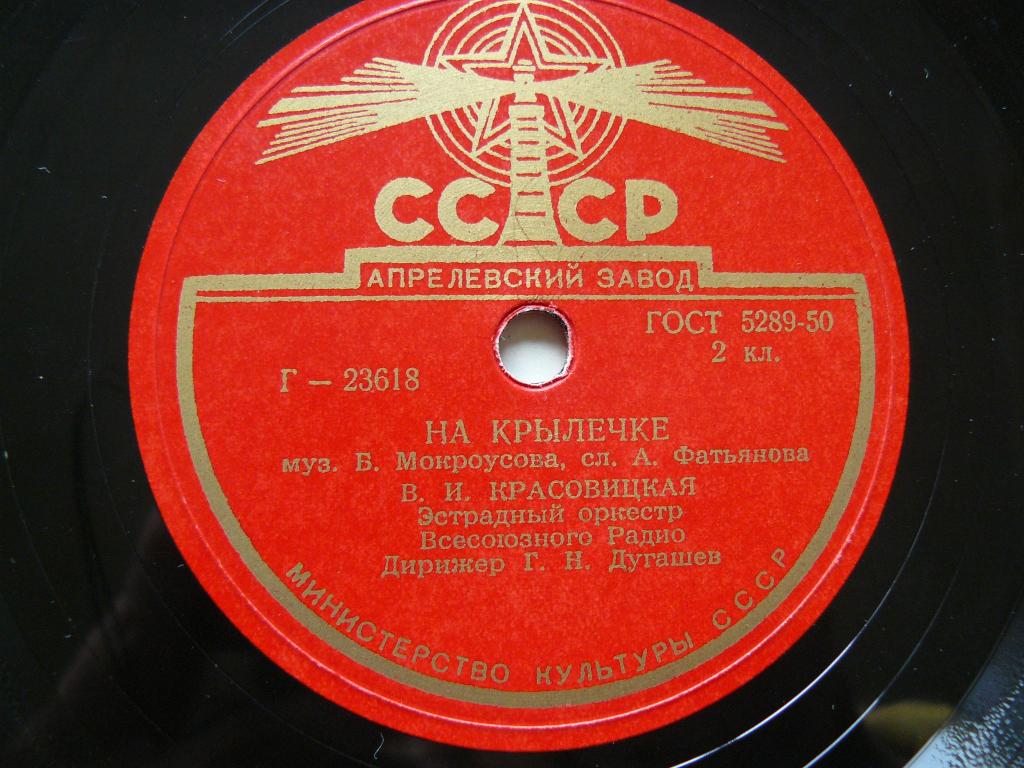 СССР
АПРЕЛЕВСКИЙ ЗАВОД
ГОСТ 5289-50
2 кл.
Г — 23618
НА КРЫЛЕЧКЕ
муз. Б. Мокроусова, сл. А. Фатьянова
В. И. КРАСОВИЦКАЯ
Эстрадный оркестр
Всесоюзного Радио
Дирижер Г. Н. Дугашев
МИНИСТЕРСТВО КУЛЬТУРЫ СССР